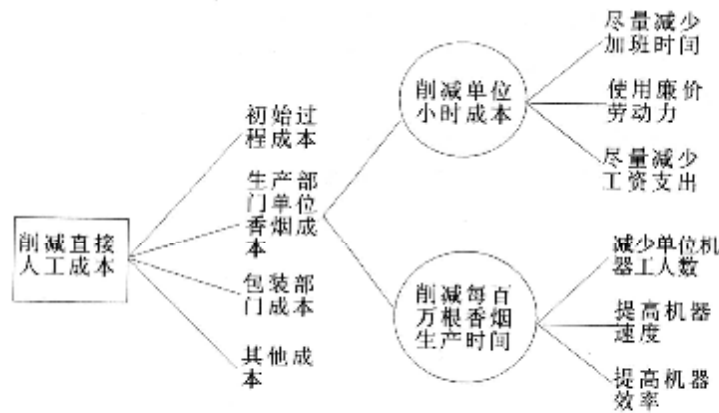 削减直接
人工成本
初始过
程成本
生产部
门单位
香烟成
本
包装部
门成本
其他成
本
削减单位
小时成本
削减每百
万根香烟
生产时间
尽量减少
加班时间
使用廉价
劳动力
尽量减少
工资支出
减少单位机
器工人数
提高机器
速度
提高机器
效率